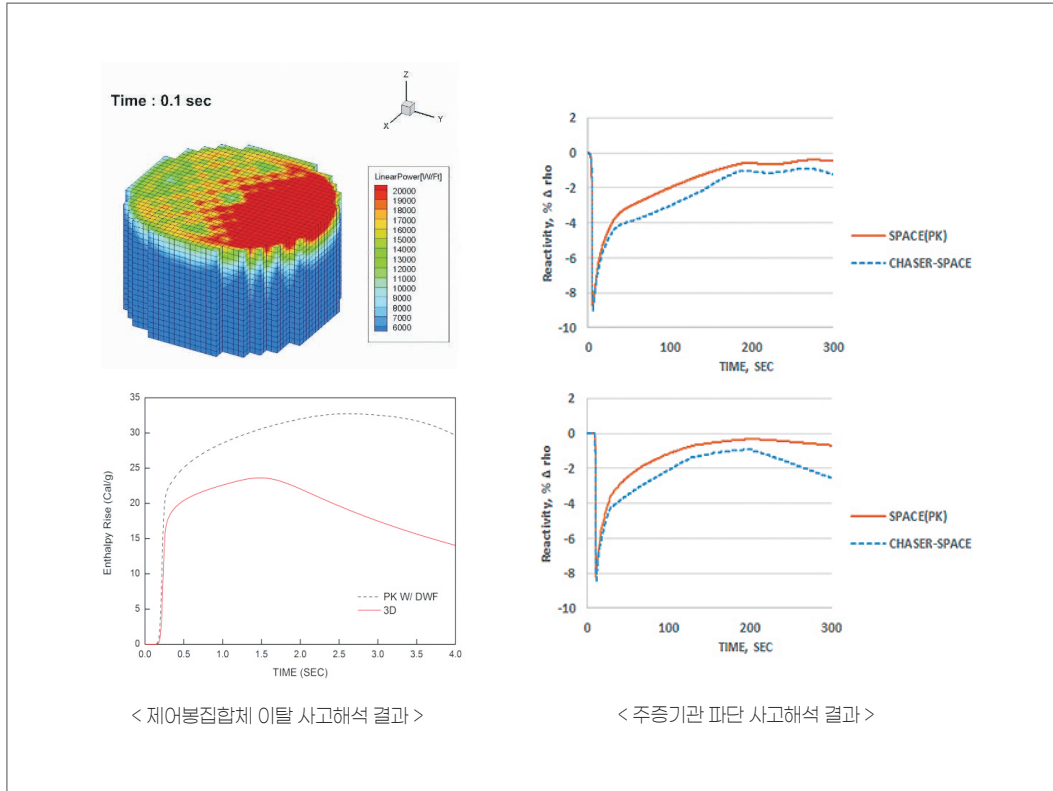 Time : 0.1 sec
Z
X
Y
LinearPower[W/Ft]
20000
19000
18000
17000
16000
15000
14000
13000
12000
11000
10000
9000
8000
7000
6000
Enthalpy Rise (Cal/g)
35
30
25
20
15
10
5
0
PK W/ DWF
3D
0.0 0.5 1.0 1.5 2.0 2.5 3.0 3.5 4.0
TIME (SEC)
< 제어봉집합체 이탈 사고해석 결과 >
Reactivity, % Δ rho
2
0
-2
-4
-6
-8
-10
0 100 200 300
TIME, SEC
SPACE(PK)
CHASER-SPACE
Reactivity, % Δ rho
2
0
-2
-4
-6
-8
-10
0 100 200 300
TIME, SEC
SPACE(PK)
CHASER-SPACE
< 주증기관 파단 사고해석 결과 >